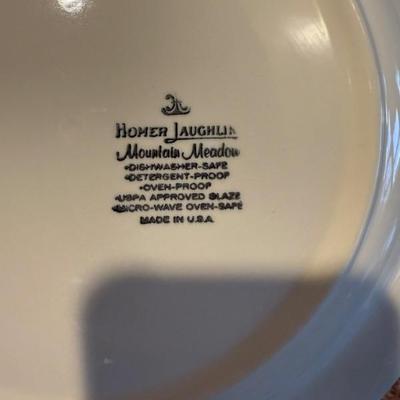 HOMER LAUGHLIN
Mountain Meadow
•DISHWASHER-SAFE
•DETERGENT-PROOF
•OVEN-PROOF
•USPA APPROVED GLAZE
•MICRO-WAVE OVEN-SAFE
MADE IN U.S.A.